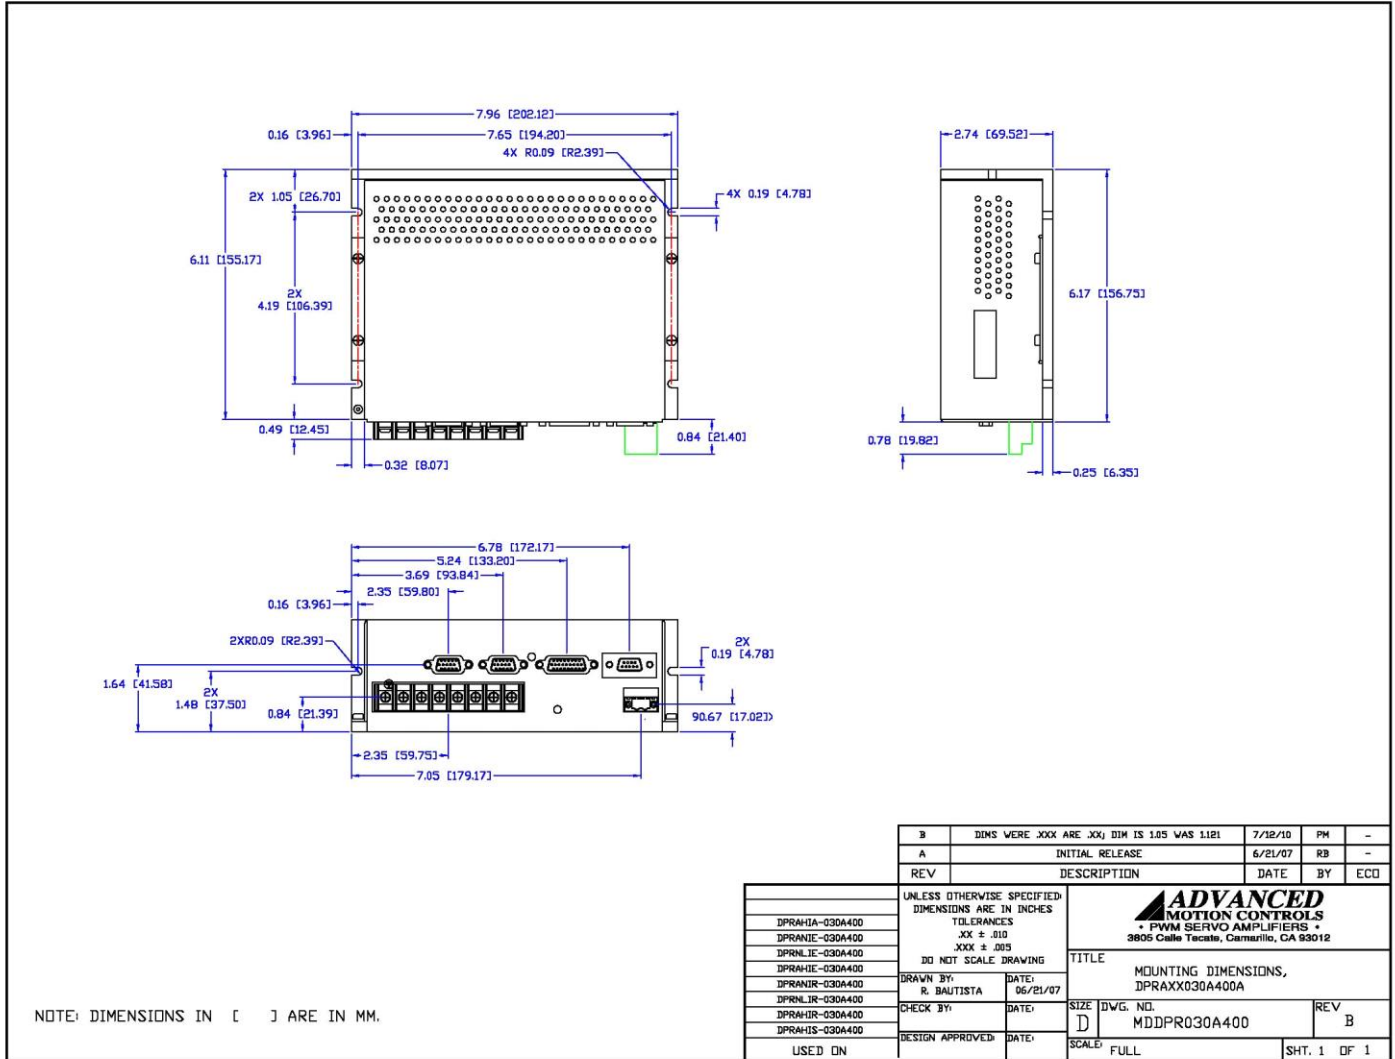 7.96 [202.12]
0.16 [3.96]
7.65 [194.20]
4X R0.09 [R2.39]
2X 1.05 [26.70]
4X 0.19 [4.78]
6.11 [155.17]
2X
4.19 [106.39]
0.49 [12.45]
0.84 [21.40]
0.32 [8.07]
2.74 [69.52]
6.17 [156.75]
0.78 [19.82]
0.25 [6.35]
6.78 [172.17]
5.24 [133.20]
3.69 [93.84]
2.35 [59.80]
0.16 [3.96]
2XR0.09 [R2.39]
2X
0.19 [4.78]
1.64 [41.58]
2X
1.48 [37.50]
0.84 [21.39]
90.67 [17.02])
2.35 [59.75]
7.05 [179.17]
NOTE: DIMENSIONS IN [ ] ARE IN MM.
B DIMS WERE .XXX ARE .XX; DIM IS 1.05 WAS 1.121 7/12/10 PM -
A INITIAL RELEASE 6/21/07 RB -
REV DESCRIPTION DATE BY ECO
DPRAHIA-030A400
DPRANIE-030A400
DPRNLIE-030A400
DPRAHIE-030A400
DPRANIR-030A400
DPRNLIR-030A400
DPRAHIR-030A400
DPRAHIS-030A400
USED ON
UNLESS OTHERWISE SPECIFIED:
DIMENSIONS ARE IN INCHES
TOLERANCES
.XX ± .010
.XXX ± .005
DO NOT SCALE DRAWING
DRAWN BY: DATE:
R. BAUTISTA 06/21/07
CHECK BY: DATE:
DESIGN APPROVED: DATE:
ADVANCED
MOTION CONTROLS
• PWM SERVO AMPLIFIERS •
3805 Calle Tecate, Camarillo, CA 93012
TITLE
MOUNTING DIMENSIONS,
DPRAXX030A400A
SIZE DWG. NO. REV
D MDDPR030A400 B
SCALE: FULL SHT. 1 OF 1